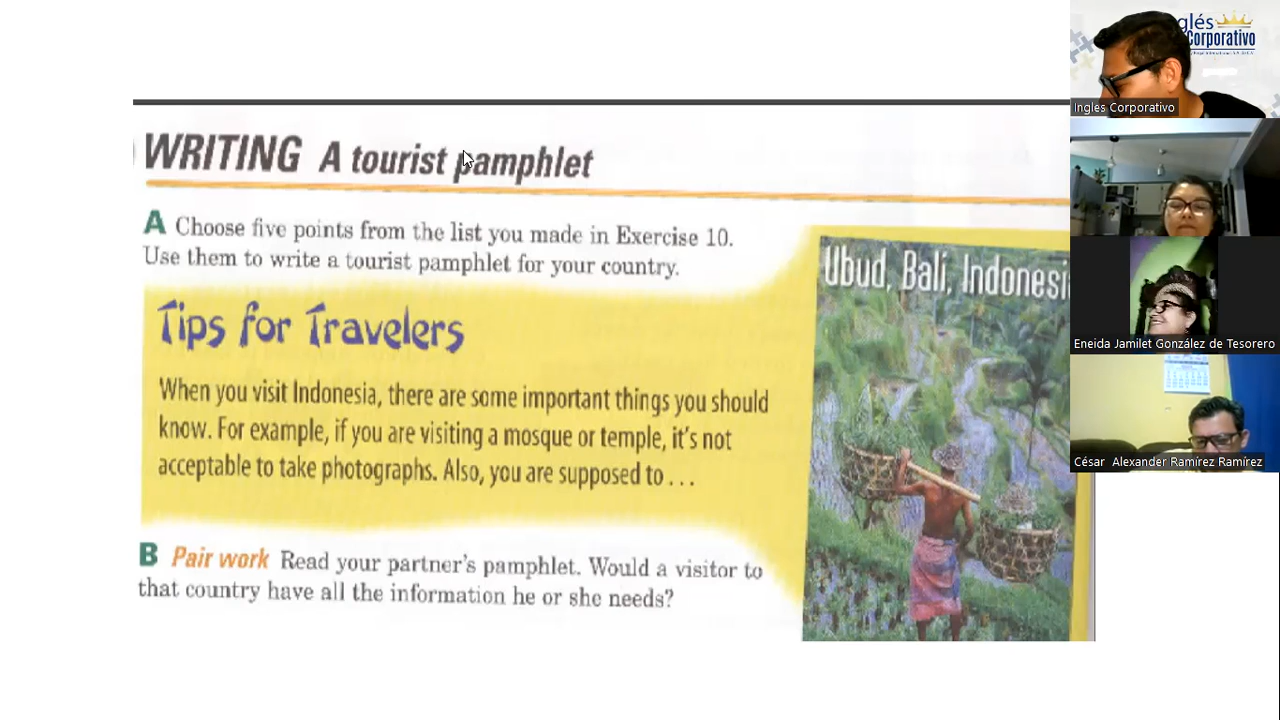 WRITING A tourist pamphlet
A Choose five points from the list you made in Exercise 10.
Use them to write a tourist pamphlet for your country.
Tips for Travelers
When you visit Indonesia, there are some important things you should
know. For example, if you are visiting a mosque or temple, it's not
acceptable to take photographs. Also, you are supposed to . . .
B Pair work Read your partner's pamphlet. Would a visitor to
that country have all the information he or she needs?
Ubud, Bali, Indonesi
glés
Corporativo
Ingles Corporativo
Eneida Jamilet González de Tesorero
César Alexander Ramírez Ramírez